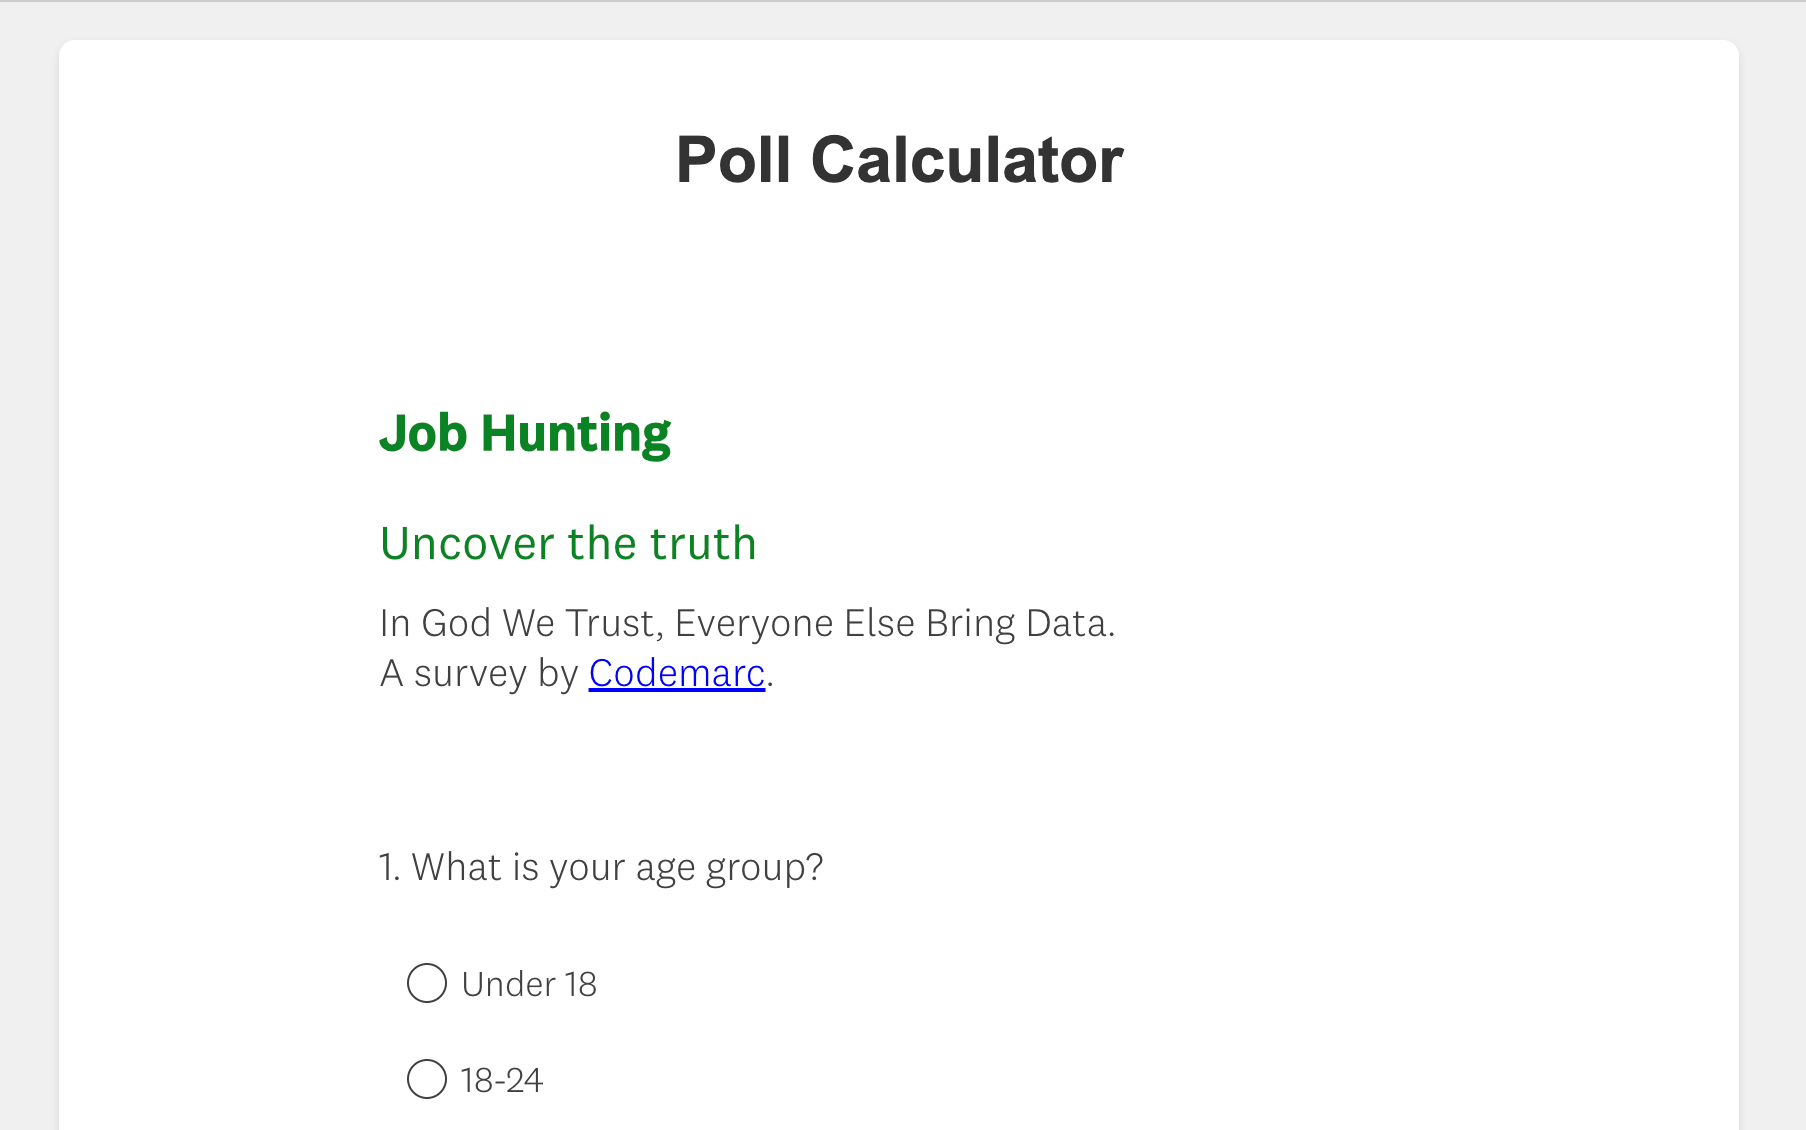 Poll Calculator
Job Hunting
Uncover the truth
In God We Trust, Everyone Else Bring Data.
A survey by Codemarc.
1. What is your age group?
Under 18
18-24